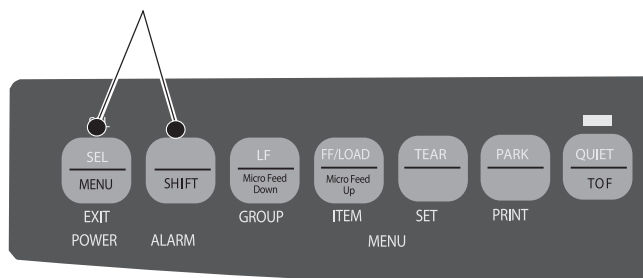 SEL
MENU
SHIFT
LF
Micro Feed
Down
FF/LOAD
Micro Feed
Up
TEAR
PARK
QUIET
TOF
EXIT
GROUP
ITEM
SET
PRINT
POWER
ALARM
MENU